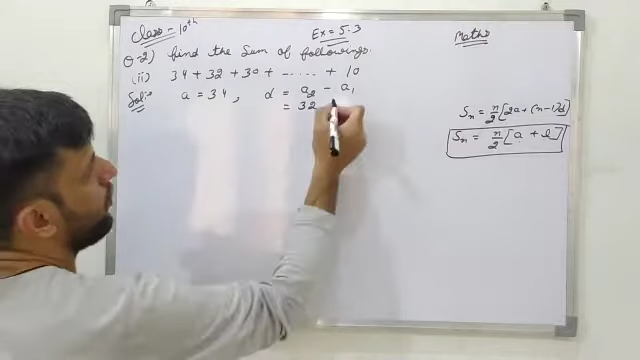 Class - 10th
Ex = 5.3
Maths
Q-2) find the Sum of followings.
(ii) 34 + 32 + 30 + ...... + 10
Sol:- a = 34, d = a2 - a1
= 32
Sn = n/2 [2a + (n-1)d]
Sn = n/2 [a + l]